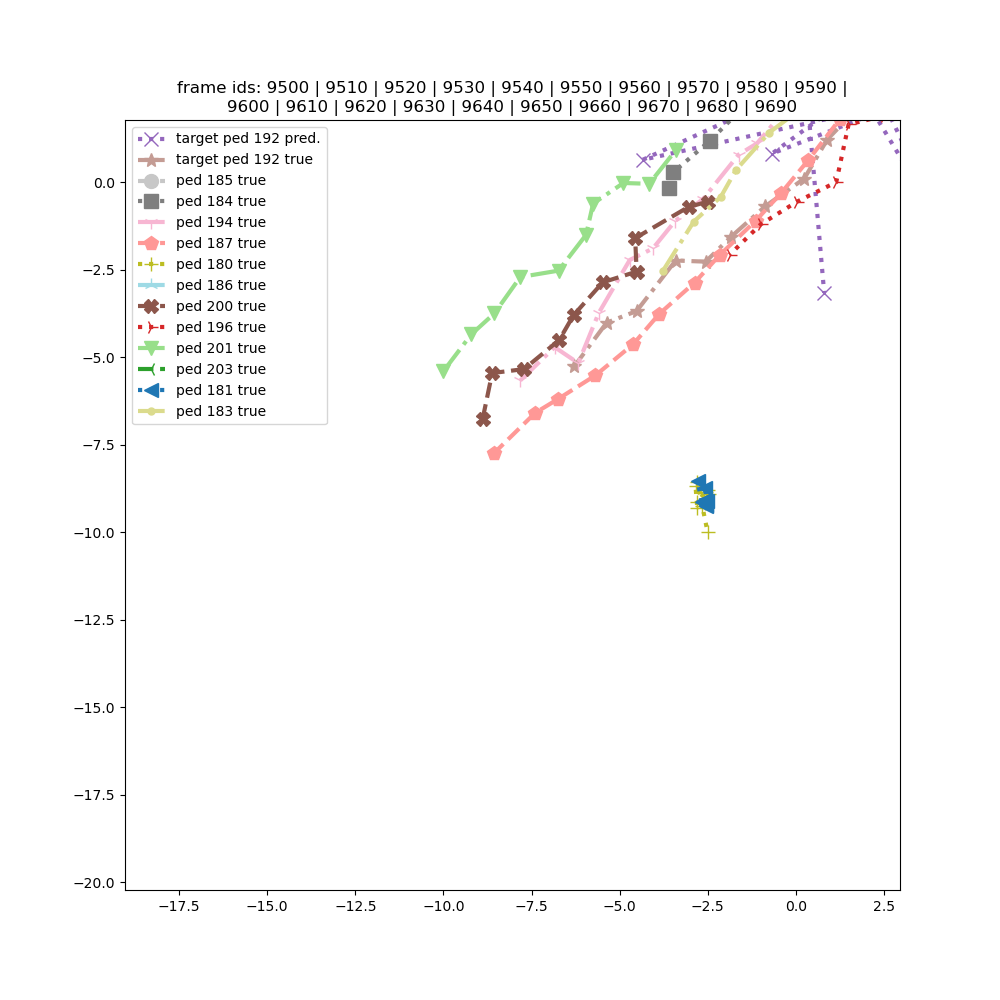 frame ids: 9500 | 9510 | 9520 | 9530 | 9540 | 9550 | 9560 | 9570 | 9580 | 9590 |
9600 | 9610 | 9620 | 9630 | 9640 | 9650 | 9660 | 9670 | 9680 | 9690
target ped 192 pred.
target ped 192 true
ped 185 true
ped 184 true
ped 194 true
ped 187 true
ped 180 true
ped 186 true
ped 200 true
ped 196 true
ped 201 true
ped 203 true
ped 181 true
ped 183 true
0.0
−2.5
−5.0
−7.5
−10.0
−12.5
−15.0
−17.5
−20.0
−17.5 −15.0 −12.5 −10.0 −7.5 −5.0 −2.5 0.0 2.5